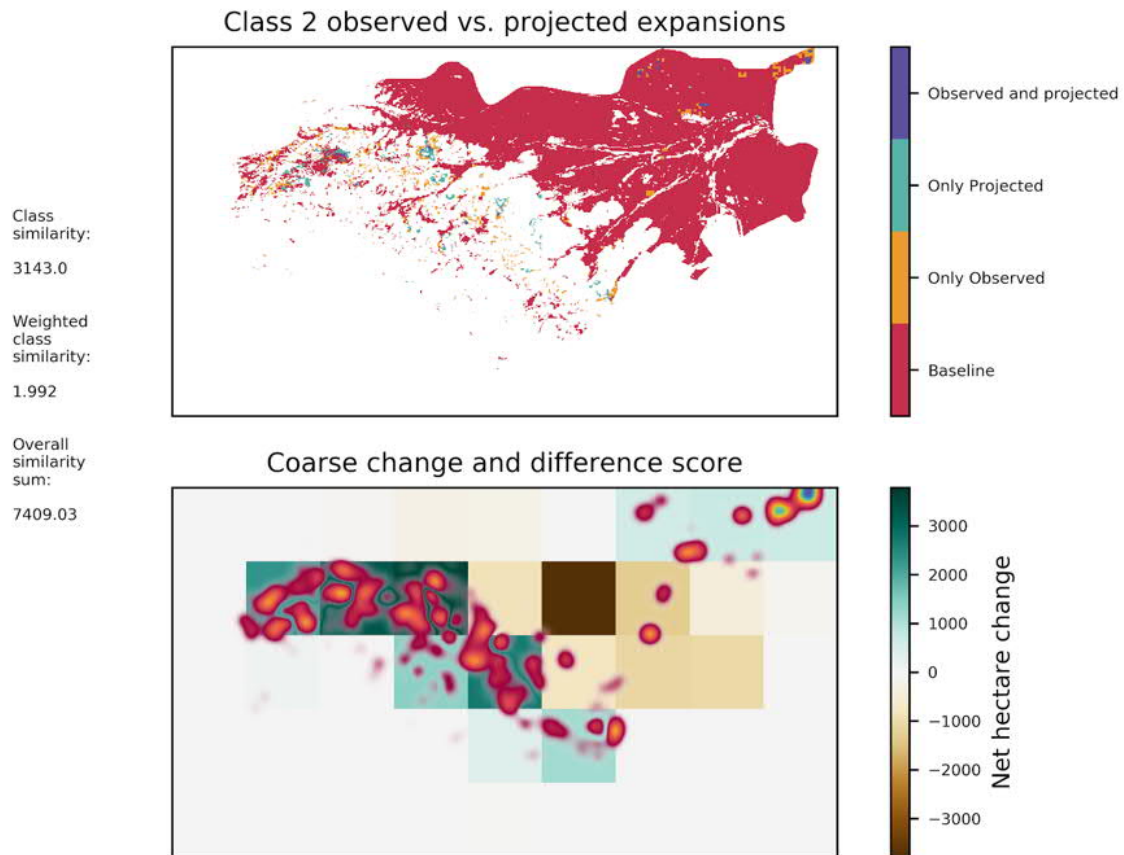 Class 2 observed vs. projected expansions
Observed and projected
Only Projected
Only Observed
Baseline
Class
similarity:
3143.0
Weighted
class
similarity:
1.992
Overall
similarity
sum:
7409.03
Coarse change and difference score
3000
2000
1000
0
−1000
−2000
−3000
Net hectare change